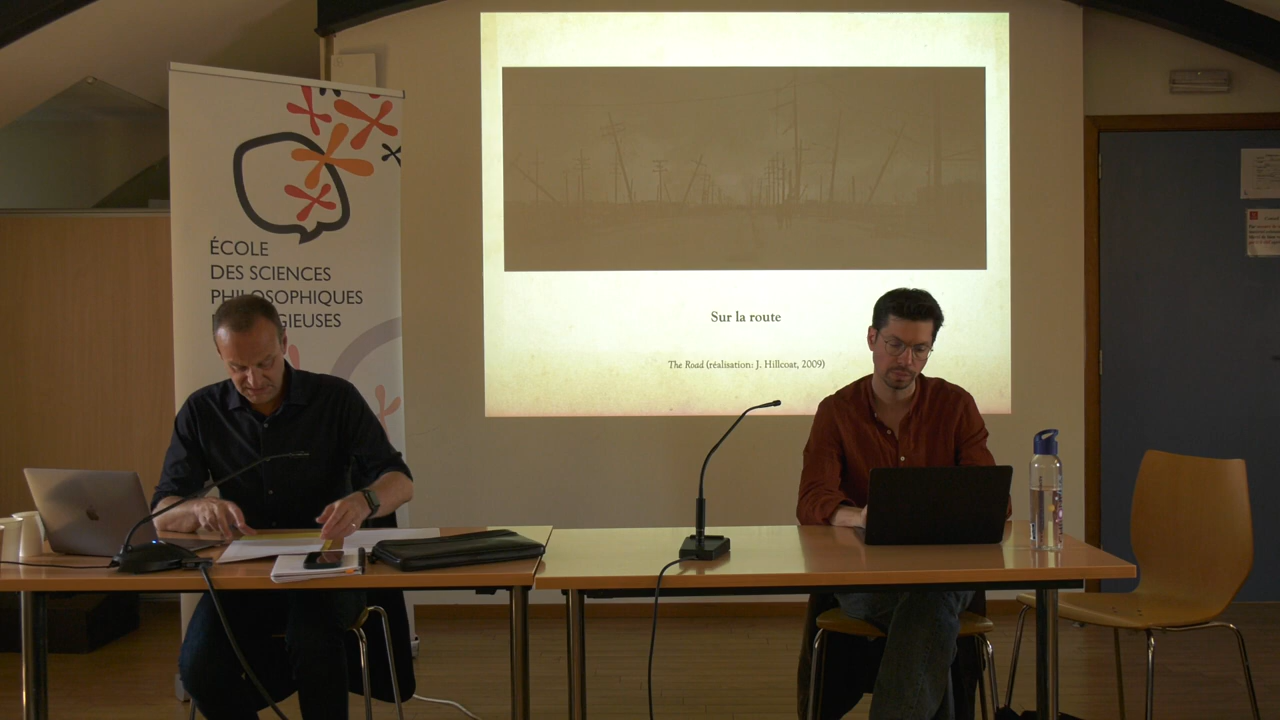 ÉCOLE
DES SCIENCES
PHILOSOPHIQUES
GIEUSES
Sur la route
The Road (réalisation: J. Hillcoat, 2009)